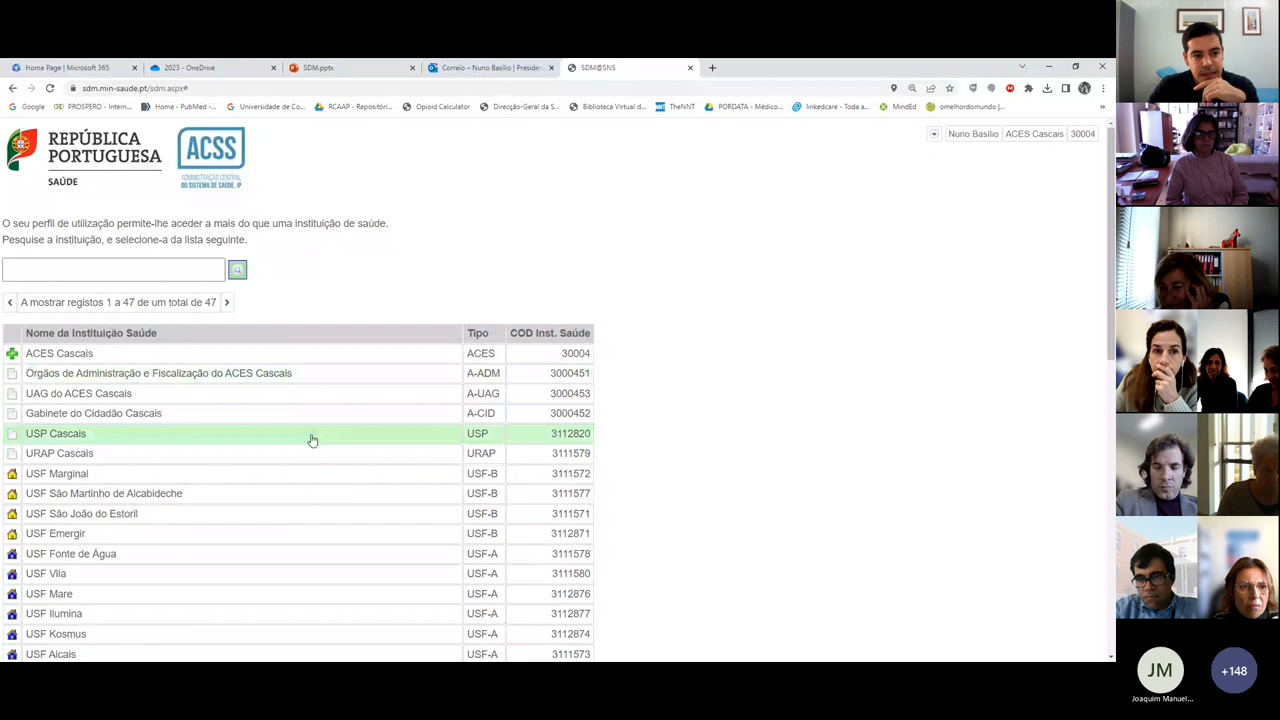 Home Page | Microsoft 365
2023 - OneDrive
SDM.pptx
Correio – Nuno Basílio | Preside
SDM@SNS
sdm.min-saude.pt/sdm.aspx#
Google
PROSPERO - Intern...
Home - PubMed -...
Universidade de Co...
RCAAP - Repositóri...
Opioid Calculator
Direcção-Geral da S...
Biblioteca Virtual d...
TheNNT
PORDATA - Médico...
linkedcare - Toda a...
MindEd
omelhordomundo |...
REPÚBLICA
PORTUGUESA
SAÚDE
ACSS
ADMINISTRAÇÃO CENTRAL
DO SISTEMA DE SAÚDE, IP
Nuno Basílio ACES Cascais 30004
O seu perfil de utilização permite-lhe aceder a mais do que uma instituição de saúde.
Pesquise a instituição, e selecione-a da lista seguinte.
A mostrar registos 1 a 47 de um total de 47
Nome da Instituição Saúde Tipo COD Inst. Saúde
ACES Cascais ACES 30004
Órgãos de Administração e Fiscalização do ACES Cascais A-ADM 3000451
UAG do ACES Cascais A-UAG 3000453
Gabinete do Cidadão Cascais A-CID 3000452
USP Cascais USP 3112820
URAP Cascais URAP 3111579
USF Marginal USF-B 3111572
USF São Martinho de Alcabideche USF-B 3111577
USF São João do Estoril USF-B 3111571
USF Emergir USF-B 3112871
USF Fonte de Água USF-A 3111578
USF Vila USF-A 3111580
USF Mare USF-A 3112876
USF Ilumina USF-A 3112877
USF Kosmus USF-A 3112874
USF Alcais USF-A 3111573
JM
+148
Joaquim Manuel...